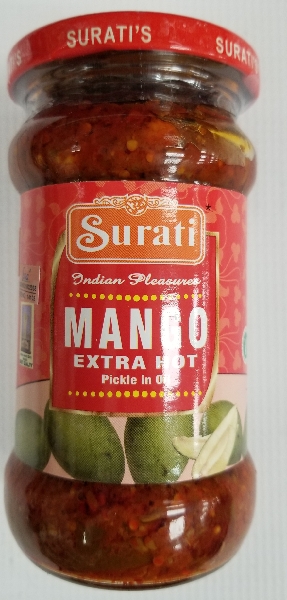 SURATI'S SURATI'S
Surati
Indian Pleasures
MANGO
EXTRA HOT
Pickle in